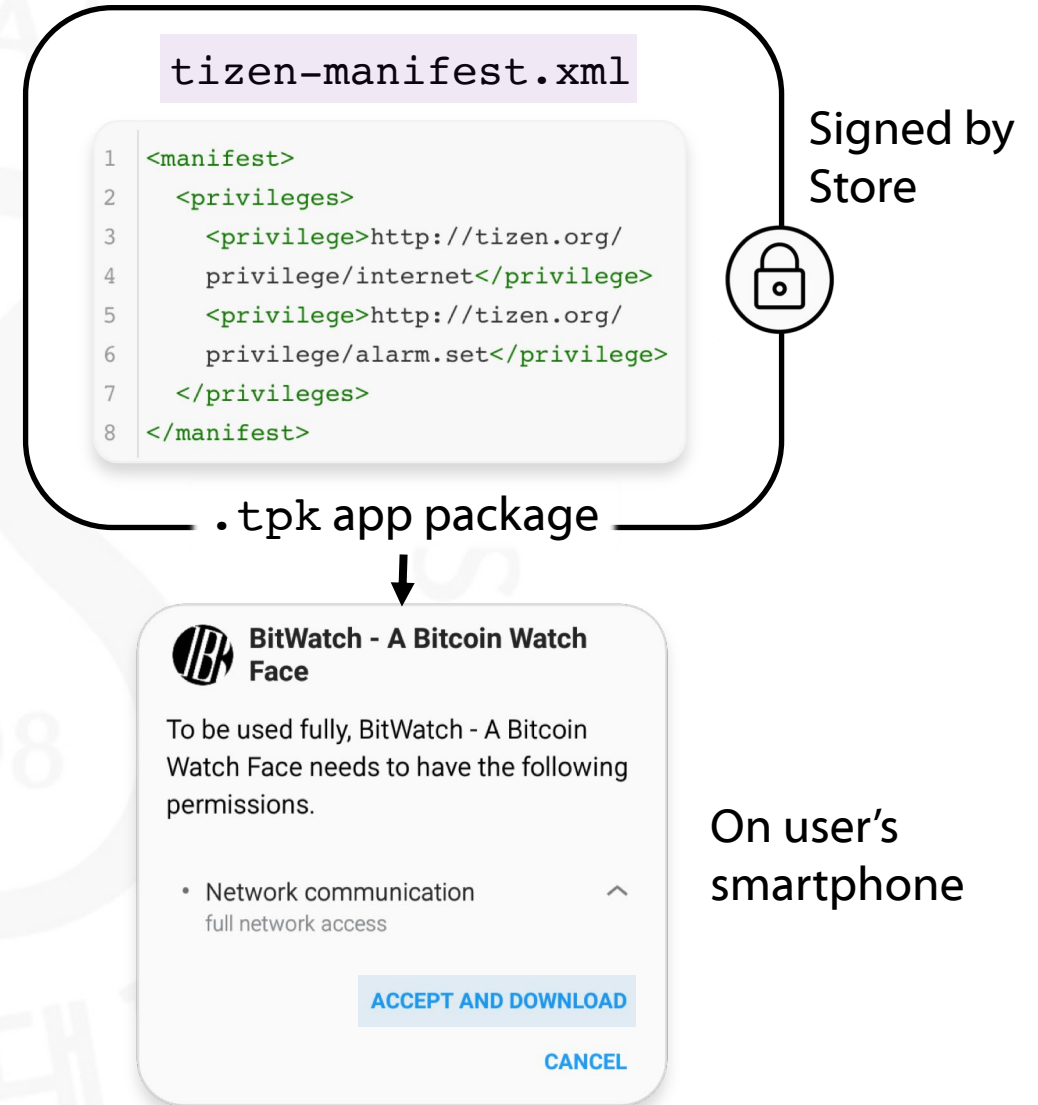 tizen-manifest.xml
Signed by
Store
1 <manifest>
2 <privileges>
3 <privilege>http://tizen.org/
4 privilege/internet</privilege>
5 <privilege>http://tizen.org/
6 privilege/alarm.set</privilege>
7 </privileges>
8 </manifest>
.tpk app package
BitWatch - A Bitcoin Watch
Face
To be used fully, BitWatch - A Bitcoin
Watch Face needs to have the following
permissions.
• Network communication
full network access
On user’s
smartphone
ACCEPT AND DOWNLOAD
CANCEL